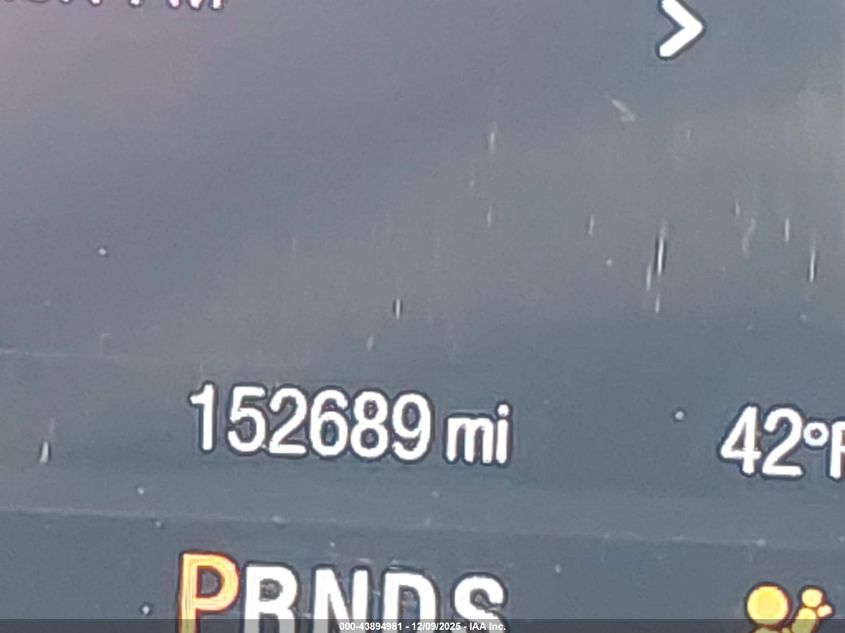 >
152689 mi 42°F
PRNDS
000-43894981 - 12/09/2025 - IAA Inc.